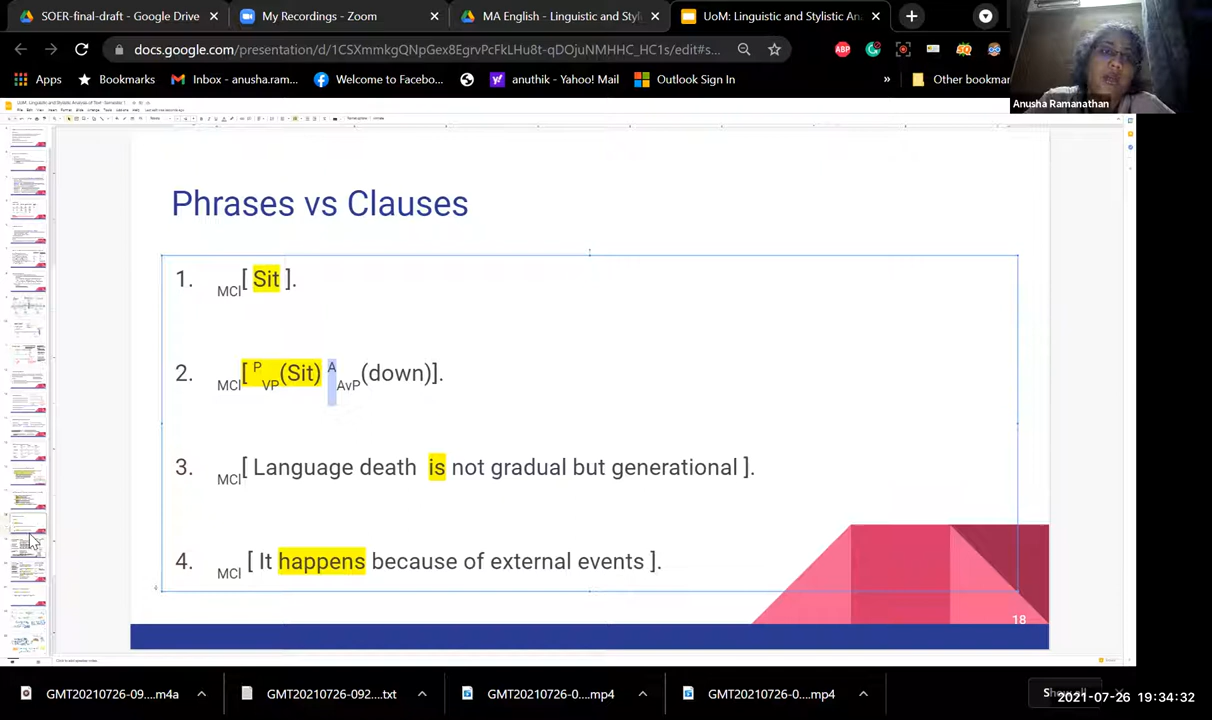 SOER-final-draft - Google Drive
My Recordings - Zoom
MA English - Linguistic and Styli
UoM: Linguistic and Stylistic An
docs.google.com/presentation/d/1CSXmmkgQNpGex8EgrvPcFkLHu8t-qDOjuNMHHC_HC1s/edit#s...
ABP
Apps
Bookmarks
Inbox - anusha.ram...
Welcome to Facebo...
anuthik - Yahoo! Mail
Outlook Sign In
»
Other bookmar
Anusha Ramanathan
Phrases vs Clauses
1. MCl[ Sit ].
2. MCl[ P VP(Sit) A AvP(down)].
3. MCl[ Language death is not gradual but generational ].
4. MCl [ It happens because of external events ].
18
GMT20210726-09....m4a
GMT20210726-092....txt
GMT20210726-0....mp4
GMT20210726-0....mp4
2021-07-26 19:34:32